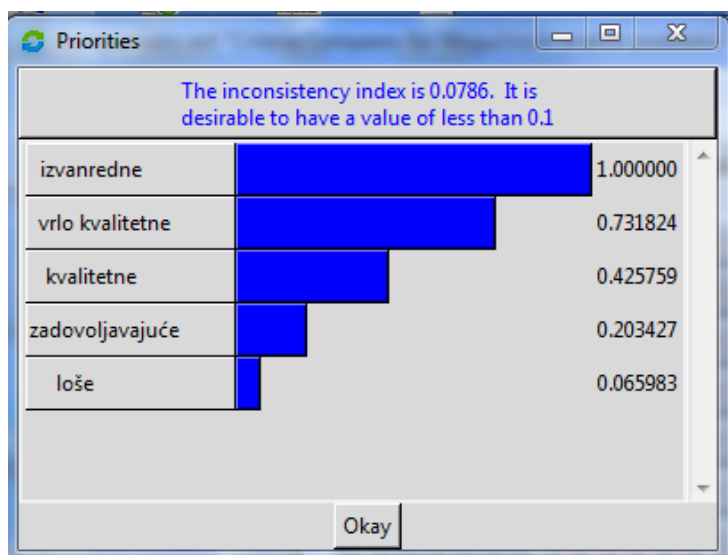 Priorities
The inconsistency index is 0.0786. It is
desirable to have a value of less than 0.1
izvanredne 1.000000
vrlo kvalitetne 0.731824
kvalitetne 0.425759
zadovoljavajuće 0.203427
loše 0.065983
Okay